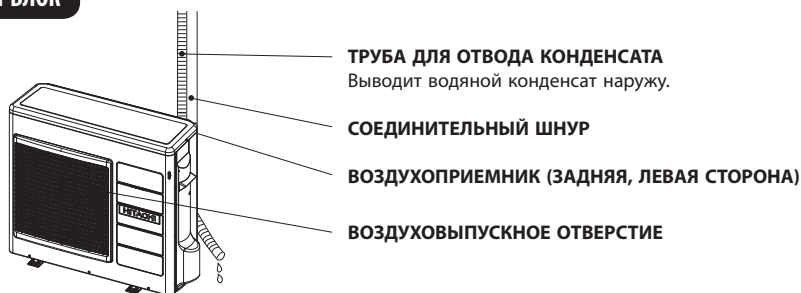 БЛОК
ТРУБА ДЛЯ ОТВОДА КОНДЕНСАТА
Выводит водяной конденсат наружу.
СОЕДИНИТЕЛЬНЫЙ ШНУР
ВОЗДУХОПРИЕМНИК (ЗАДНЯЯ, ЛЕВАЯ СТОРОНА)
HITACHI
ВОЗДУХОВЫПУСКНОЕ ОТВЕРСТИЕ